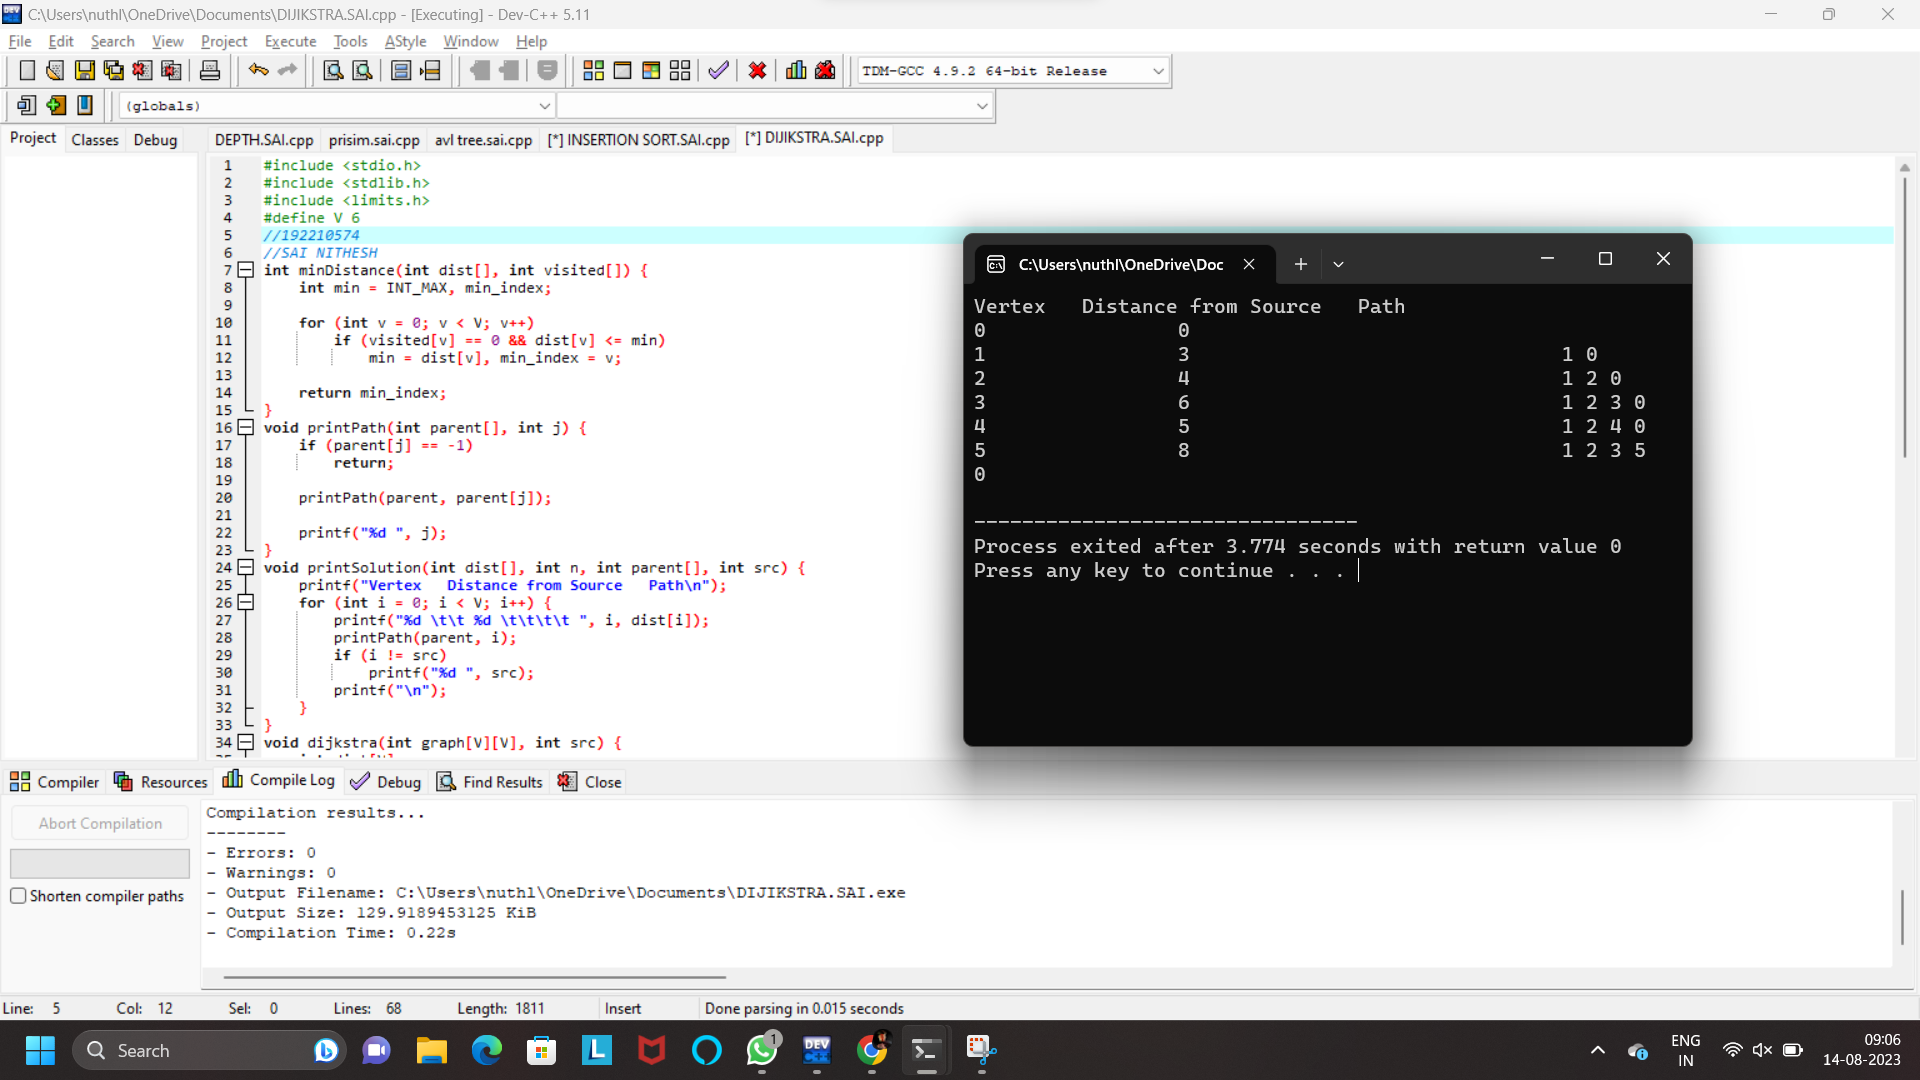 C:\Users\nuthl\OneDrive\Documents\DIJIKSTRA.SAI.cpp - [Executing] - Dev-C++ 5.11
File Edit Search View Project Execute Tools AStyle Window Help
TDM-GCC 4.9.2 64-bit Release
(globals)
Project Classes Debug
DEPTH.SAI.cpp prisim.sai.cpp avl tree.sai.cpp [*] INSERTION SORT.SAI.cpp [*] DIJIKSTRA.SAI.cpp
1 #include <stdio.h>
2 #include <stdlib.h>
3 #include <limits.h>
4 #define V 6
5 //192210574
6 //SAI NITHESH
7 int minDistance(int dist[], int visited[]) {
8 int min = INT_MAX, min_index;
9
10 for (int v = 0; v < V; v++)
11 if (visited[v] == 0 && dist[v] <= min)
12 min = dist[v], min_index = v;
13
14 return min_index;
15 }
16 void printPath(int parent[], int j) {
17 if (parent[j] == -1)
18 return;
19
20 printPath(parent, parent[j]);
21
22 printf("%d ", j);
23 }
24 void printSolution(int dist[], int n, int parent[], int src) {
25 printf("Vertex   Distance from Source   Path\n");
26 for (int i = 0; i < V; i++) {
27 printf("%d \t\t %d \t\t\t\t ", i, dist[i]);
28 printPath(parent, i);
29 if (i != src)
30 printf("%d ", src);
31 printf("\n");
32 }
33 }
34 void dijkstra(int graph[V][V], int src) {
C:\Users\nuthl\OneDrive\Doc
Vertex   Distance from Source   Path
0 0
1 3 1 0
2 4 1 2 0
3 6 1 2 3 0
4 5 1 2 4 0
5 8 1 2 3 5
0
--------------------------------
Process exited after 3.774 seconds with return value 0
Press any key to continue . . .
Compiler Resources Compile Log Debug Find Results Close
Abort Compilation
Shorten compiler paths
Compilation results...
--------
- Errors: 0
- Warnings: 0
- Output Filename: C:\Users\nuthl\OneDrive\Documents\DIJIKSTRA.SAI.exe
- Output Size: 129.9189453125 KiB
- Compilation Time: 0.22s
Line: 5 Col: 12 Sel: 0 Lines: 68 Length: 1811 Insert Done parsing in 0.015 seconds
Search
L
DEV C++
1
ENG
IN
09:06
14-08-2023